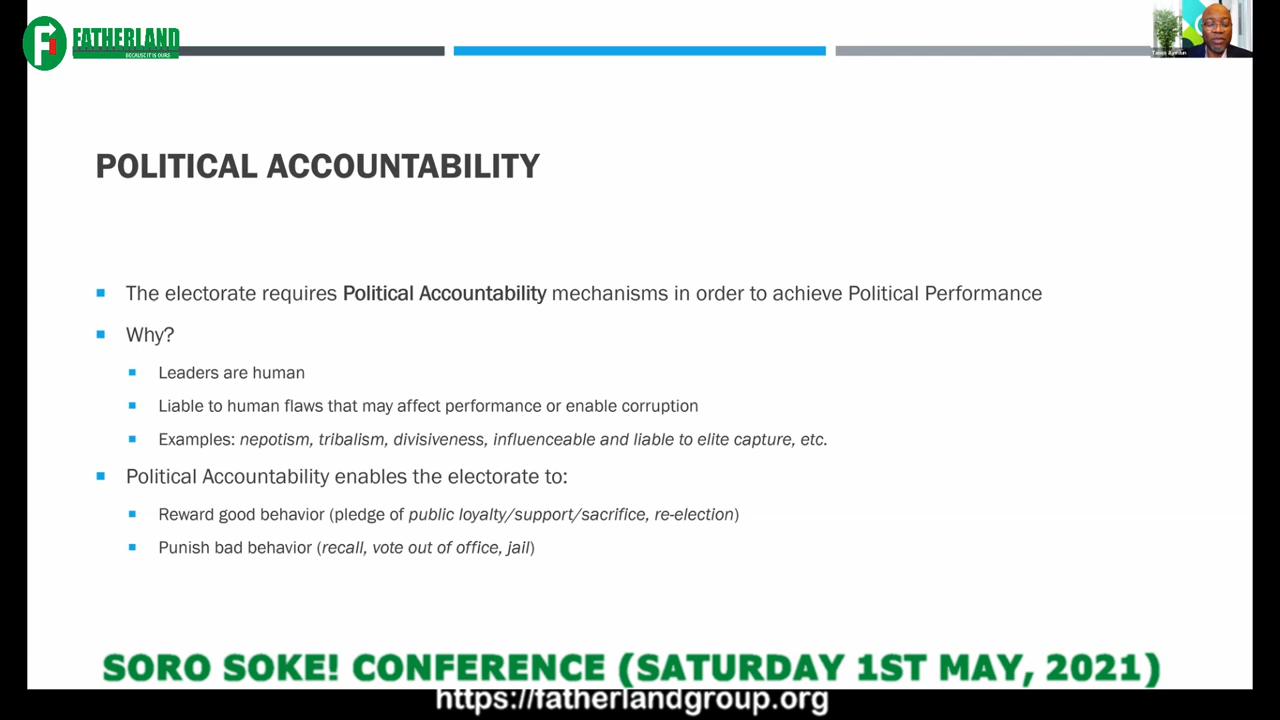 FATHERLAND
BECAUSE IT IS OURS
POLITICAL ACCOUNTABILITY
The electorate requires Political Accountability mechanisms in order to achieve Political Performance
Why?
Leaders are human
Liable to human flaws that may affect performance or enable corruption
Examples: nepotism, tribalism, divisiveness, influenceable and liable to elite capture, etc.
Political Accountability enables the electorate to:
Reward good behavior (pledge of public loyalty/support/sacrifice, re-election)
Punish bad behavior (recall, vote out of office, jail)
SORO SOKE! CONFERENCE (SATURDAY 1ST MAY, 2021)
https://fatherlandgroup.org